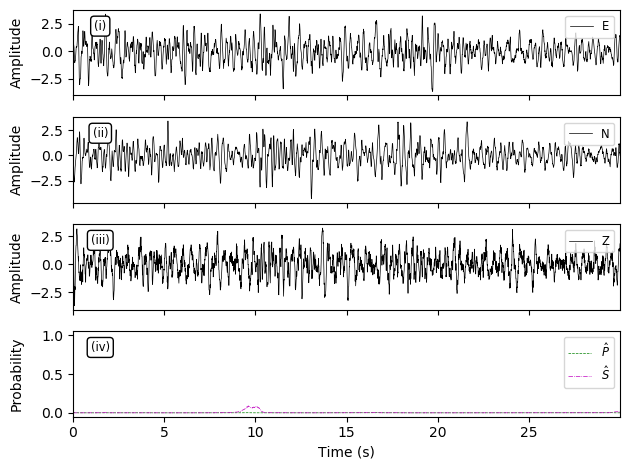 (i)
E
Amplitude
2.5
0.0
−2.5
(ii)
N
Amplitude
2.5
0.0
−2.5
(iii)
Z
Amplitude
2.5
0.0
−2.5
(iv)
P̂
Ŝ
Probability
1.0
0.5
0.0
0 5 10 15 20 25
Time (s)